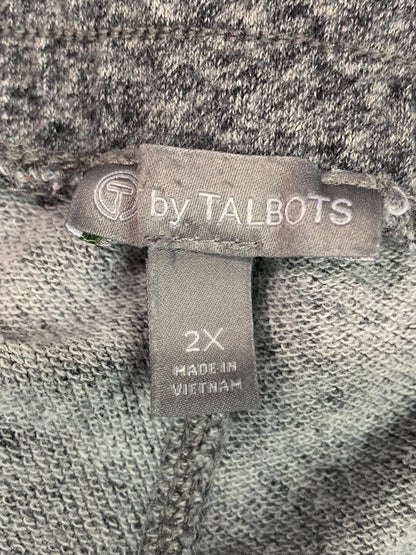 T by TALBOTS
2X
MADE IN
VIETNAM